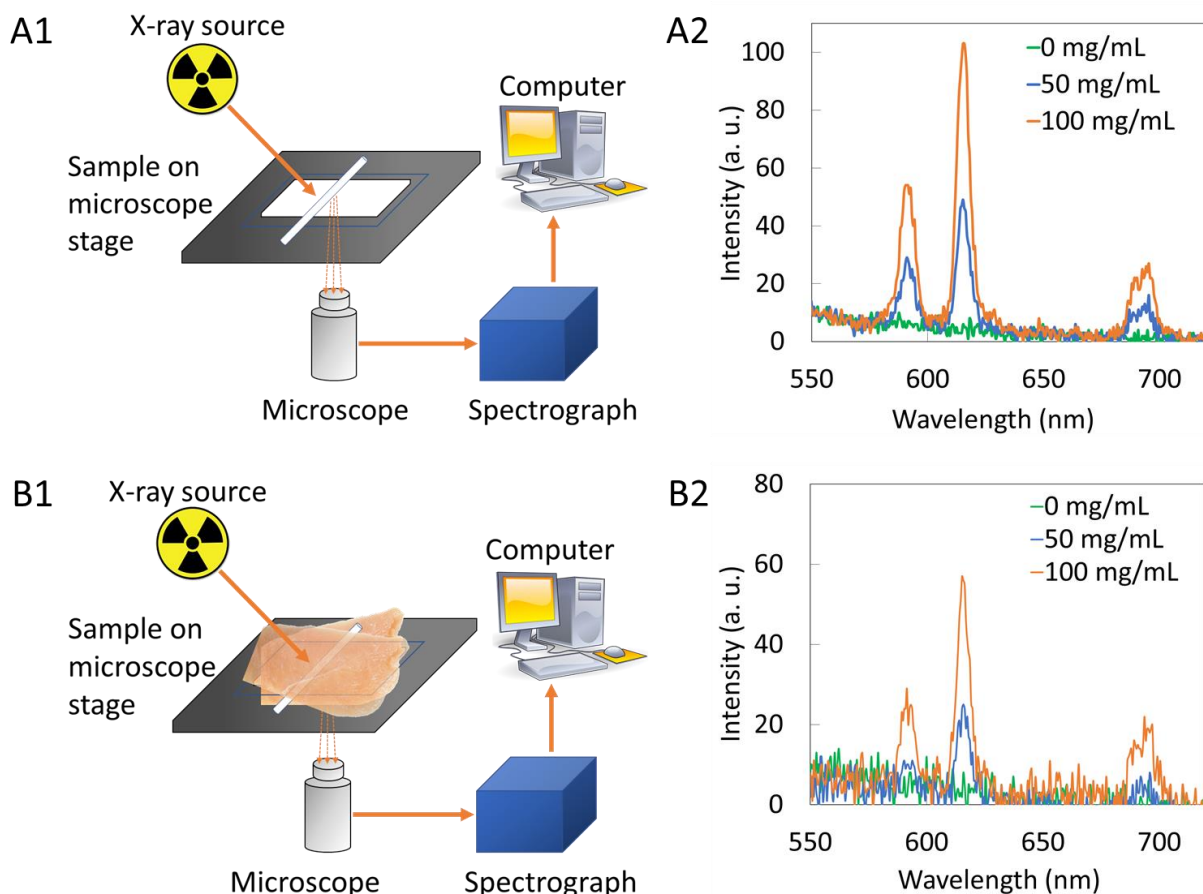 A1
X-ray source
Computer
Sample on
microscope
stage
Microscope
Spectrograph
A2
0 mg/mL
50 mg/mL
100 mg/mL
Intensity (a. u.)
100
80
60
40
20
0
550
600
650
700
Wavelength (nm)
B1
X-ray source
Computer
Sample on
microscope
stage
Microscope
Spectrograph
B2
0 mg/mL
50 mg/mL
100 mg/mL
Intensity (a. u.)
80
60
40
20
0
550
600
650
700
Wavelength (nm)